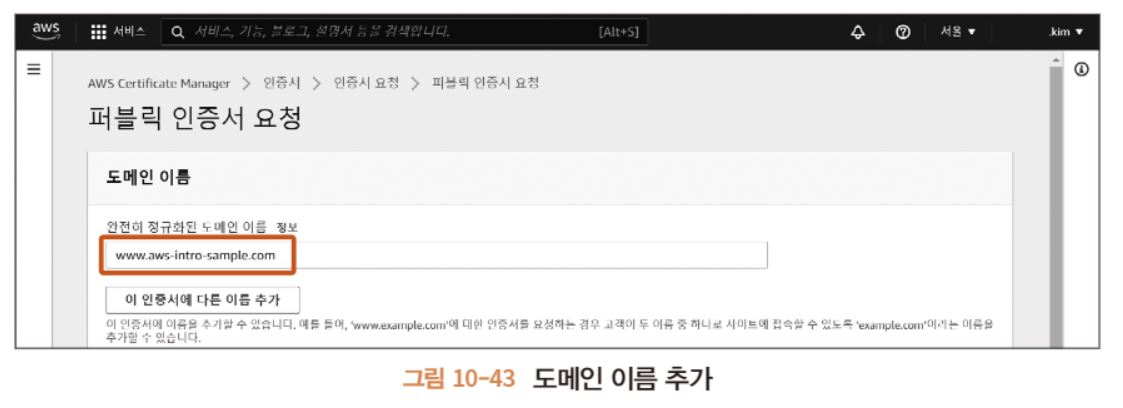 aws 서비스 서비스, 기능, 블로그, 설명서 등을 검색합니다. [Alt+S] 서울 ▼ .kim ▼
AWS Certificate Manager > 인증서 > 인증서 요청 > 퍼블릭 인증서 요청
퍼블릭 인증서 요청
도메인 이름
완전히 정규화된 도메인 이름 정보
www.aws-intro-sample.com
이 인증서에 다른 이름 추가
이 인증서에 이름을 추가할 수 있습니다. 예를 들어, 'www.example.com'에 대한 인증서를 요청하는 경우 고객이 두 이름 중 하나로 사이트에 접속할 수 있도록 'example.com'이라는 이름을
추가할 수 있습니다.
그림 10-43 도메인 이름 추가